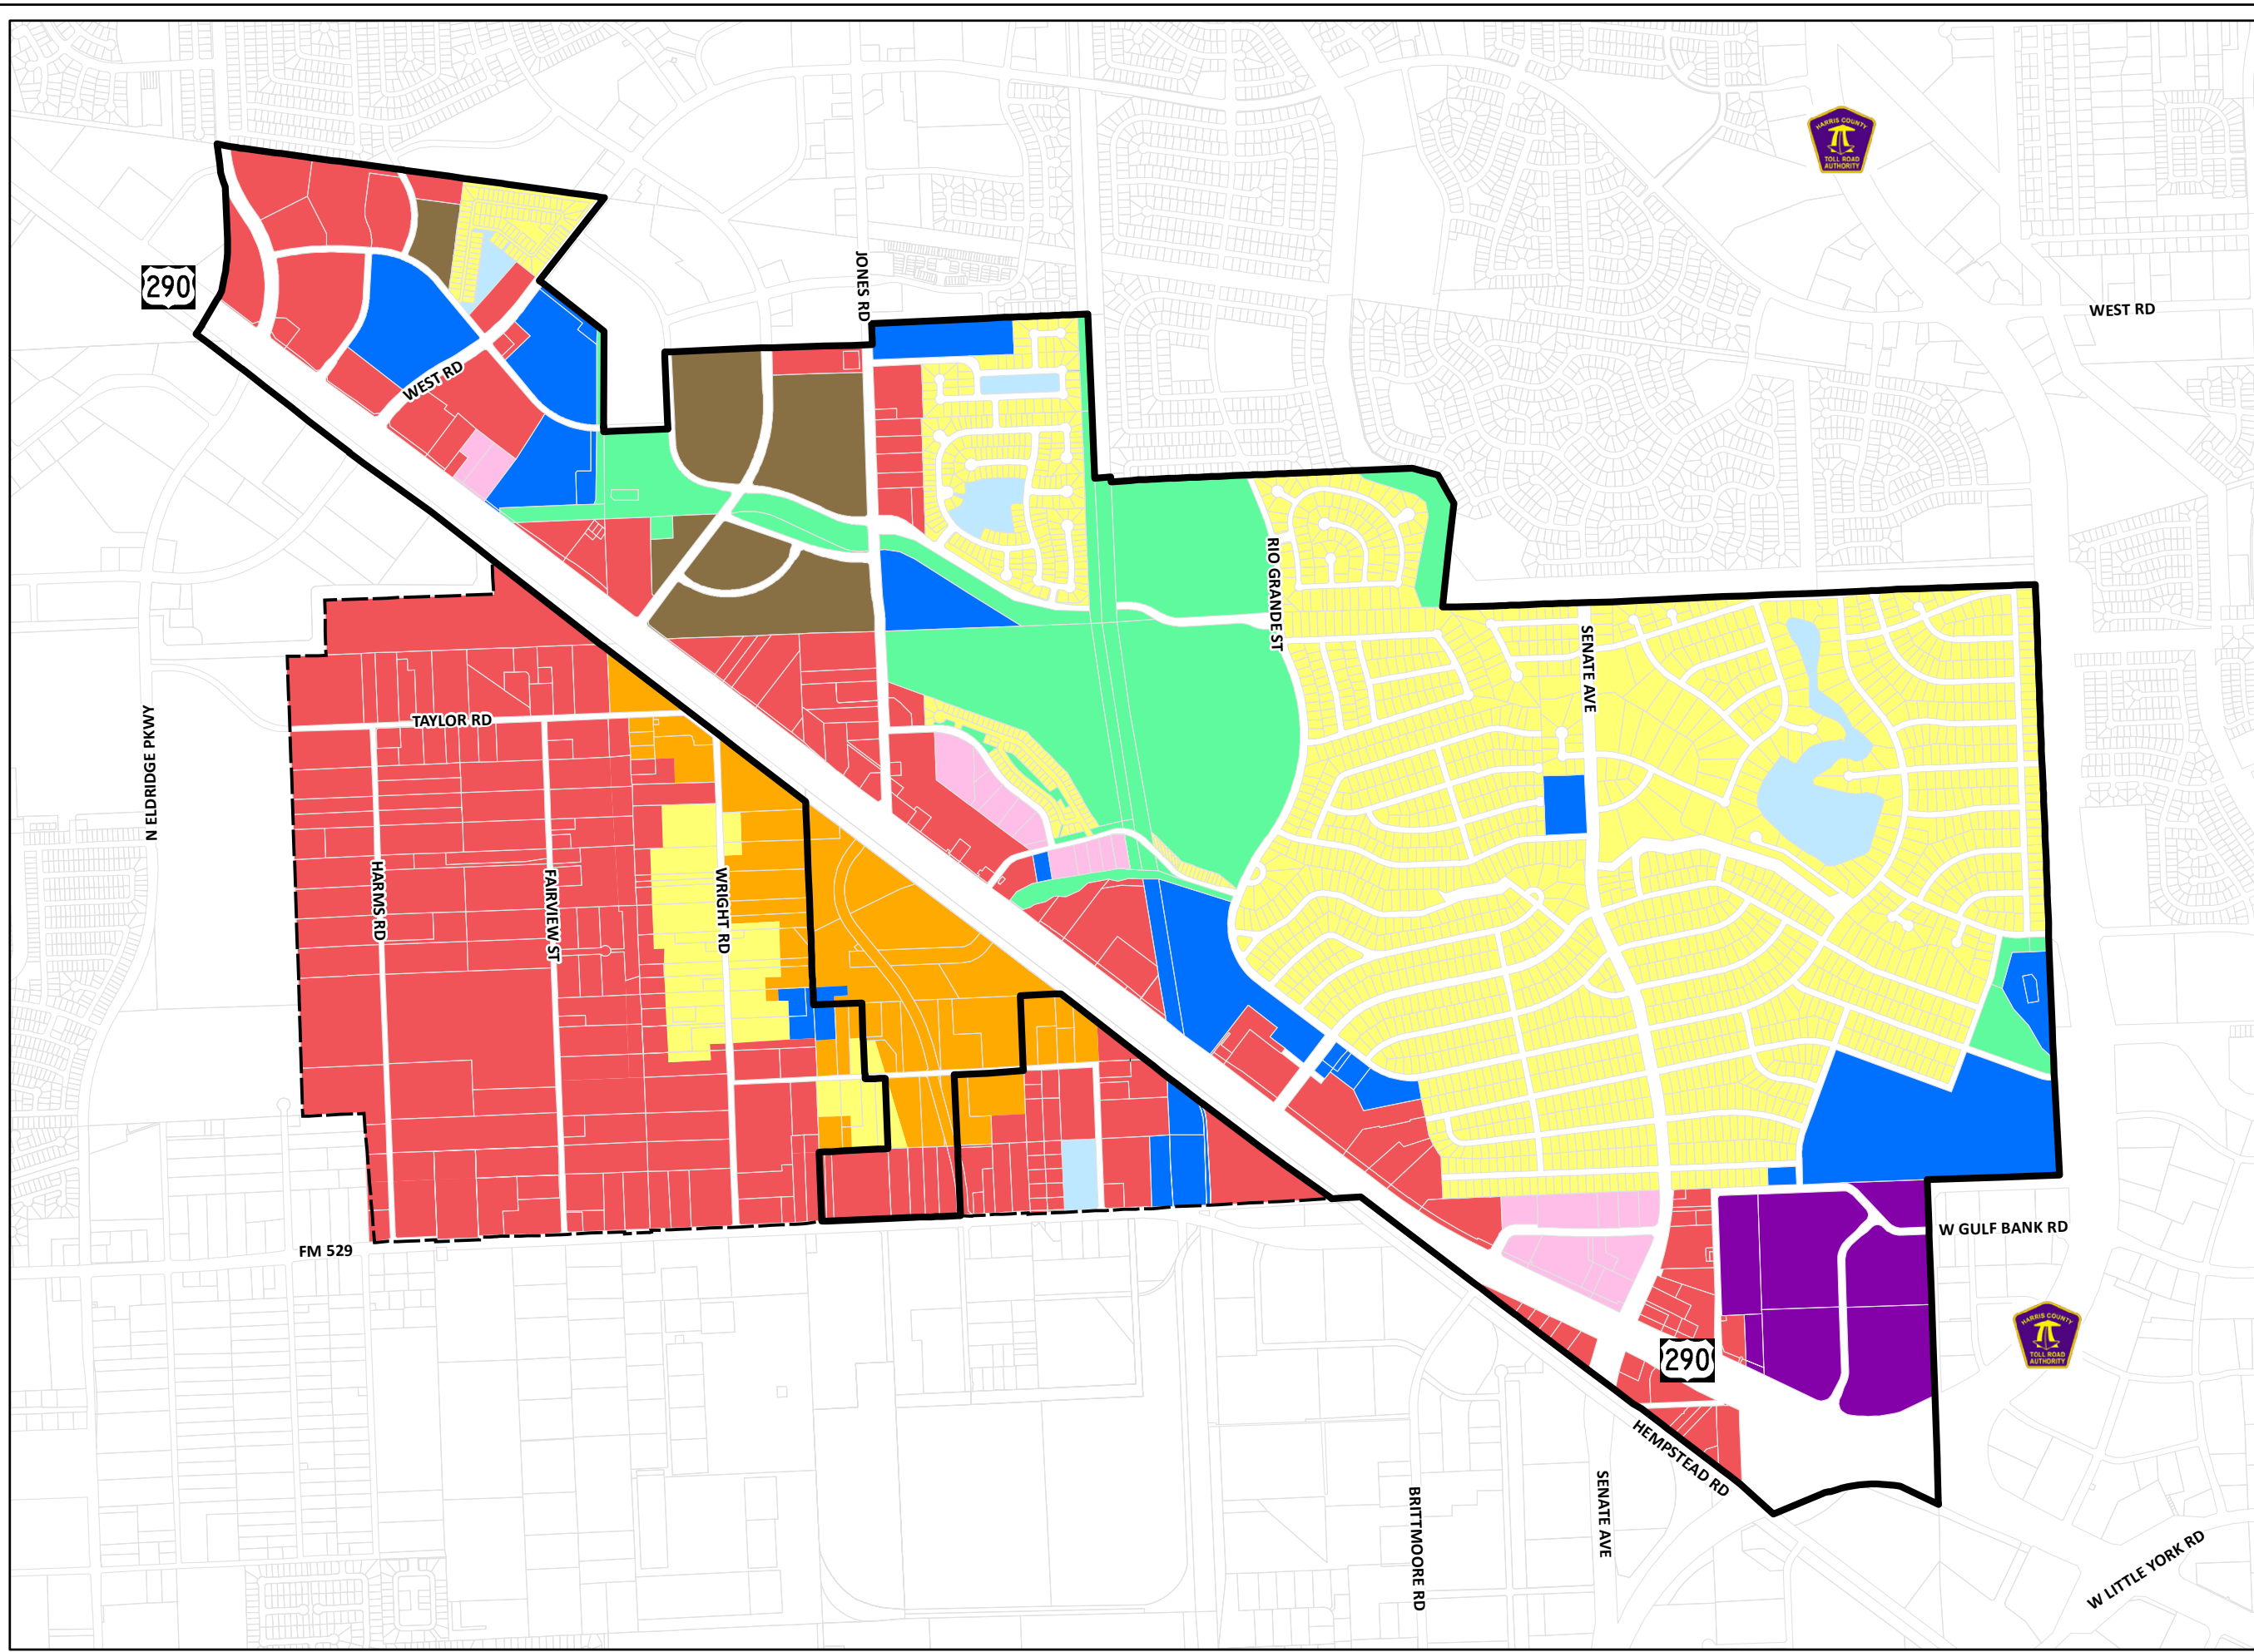 HARRIS COUNTY
TOLL ROAD
AUTHORITY
290
JONES RD
WEST RD
WEST RD
RIO GRANDE ST
SENATE AVE
N ELDRIDGE PKWY
TAYLOR RD
HARMS RD
FAIRVIEW ST
WRIGHT RD
FM 529
W GULF BANK RD
HARRIS COUNTY
TOLL ROAD
AUTHORITY
290
HEMPSTEAD RD
BRITTMOORE RD
SENATE AVE
W LITTLE YORK RD